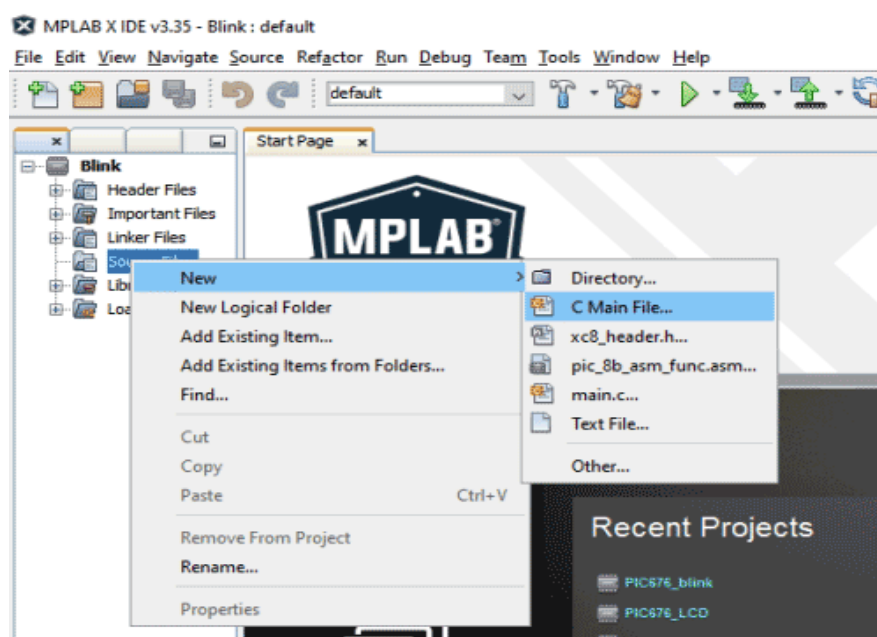 MPLAB X IDE v3.35 - Blink : default
File Edit View Navigate Source Refactor Run Debug Team Tools Window Help
default
Start Page
Blink
Header Files
Important Files
Linker Files
New
New Logical Folder
Add Existing Item...
Add Existing Items from Folders...
Find...
Cut
Copy
Paste Ctrl+V
Remove From Project
Rename...
Properties
Directory...
C Main File...
xc8_header.h...
pic_8b_asm_func.asm...
main.c...
Text File...
Other...
MPLAB
Recent Projects
PIC676_blink
PIC676_LCD